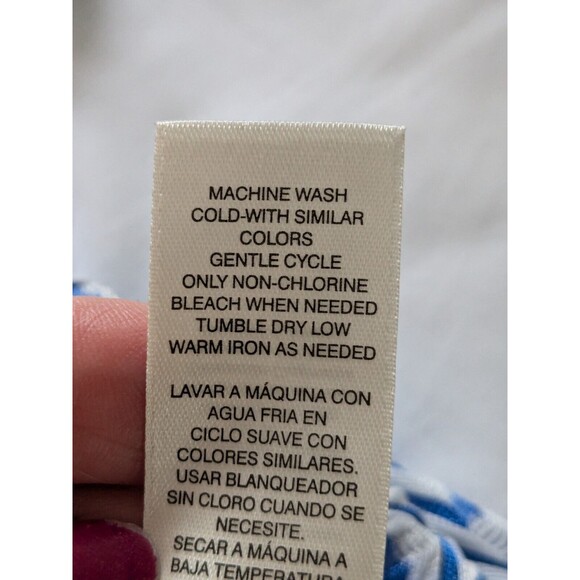 MACHINE WASH
COLD-WITH SIMILAR
COLORS
GENTLE CYCLE
ONLY NON-CHLORINE
BLEACH WHEN NEEDED
TUMBLE DRY LOW
WARM IRON AS NEEDED
LAVAR A MÁQUINA CON
AGUA FRIA EN
CICLO SUAVE CON
COLORES SIMILARES.
USAR BLANQUEADOR
SIN CLORO CUANDO SE
NECESITE.
SECAR A MÁQUINA A
BAJA TEMPERATURA